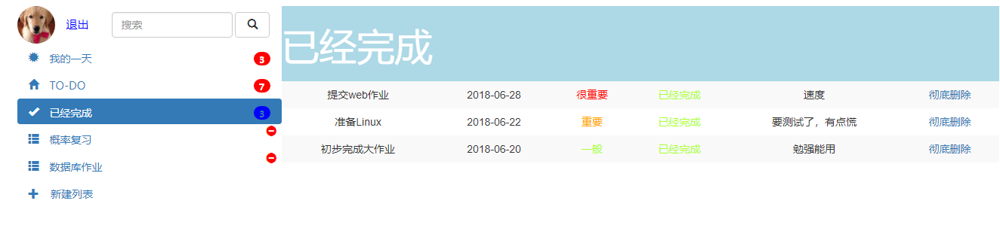 退出
搜索
我的一天 3
TO-DO 7
已经完成 3
概率复习
数据库作业
新建列表
已经完成
提交web作业 2018-06-28 很重要 已经完成 速度 彻底删除
准备Linux 2018-06-22 重要 已经完成 要测试了，有点慌 彻底删除
初步完成大作业 2018-06-20 一般 已经完成 勉强能用 彻底删除